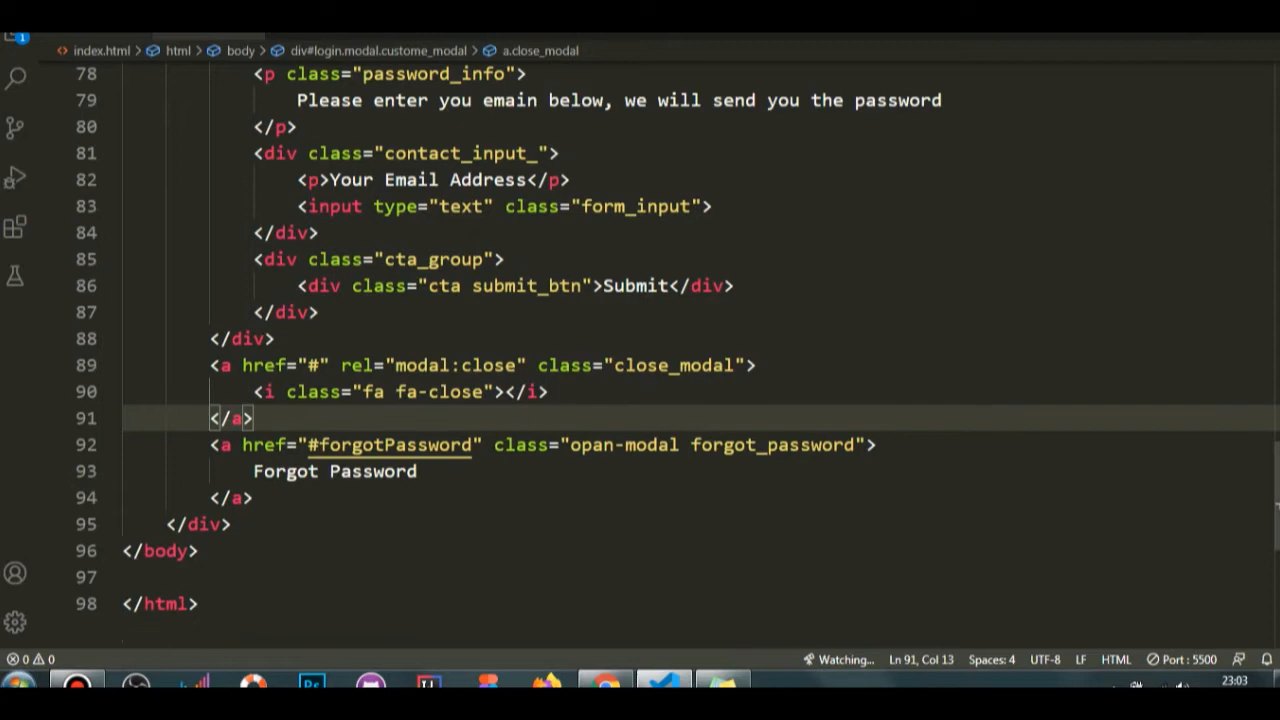 index.html > html > body > div#login.modal.custome_modal > a.close_modal
78 <p class="password_info">
79 Please enter you emain below, we will send you the password
80 </p>
81 <div class="contact_input_">
82 <p>Your Email Address</p>
83 <input type="text" class="form_input">
84 </div>
85 <div class="cta_group">
86 <div class="cta submit_btn">Submit</div>
87 </div>
88 </div>
89 <a href="#" rel="modal:close" class="close_modal">
90 <i class="fa fa-close"></i>
91 </a>
92 <a href="#forgotPassword" class="opan-modal forgot_password">
93 Forgot Password
94 </a>
95 </div>
96 </body>
97
98 </html>
1
0 0 Watching... Ln 91, Col 13 Spaces: 4 UTF-8 LF HTML Port : 5500
Ps
23:03